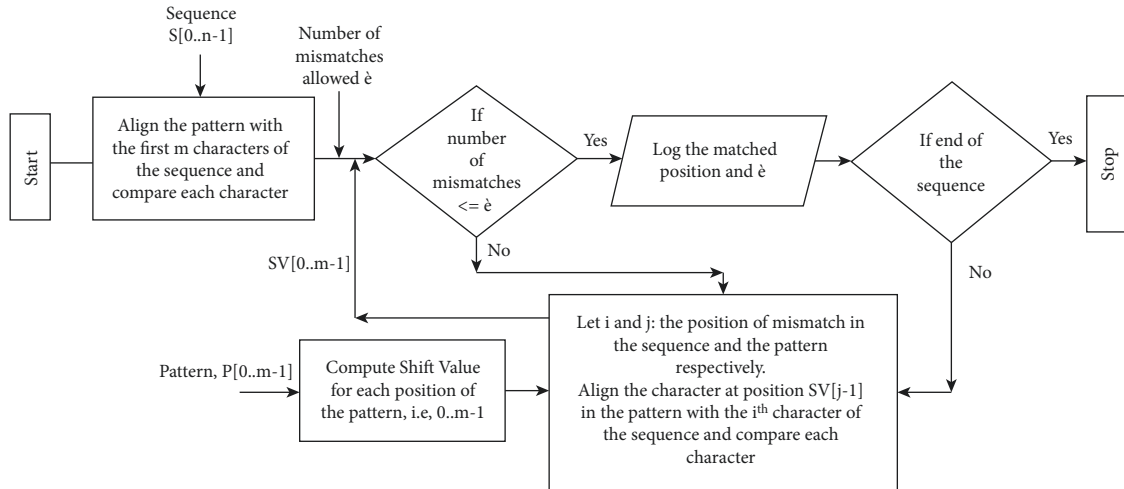 Sequence
S[0..n-1]
Number of
mismatches
allowed è
Start
Align the pattern with
the first m characters of
the sequence and
compare each character
If
number
of
mismatches
<= è
Yes
Log the matched
position and è
If end of
the
sequence
Yes
Stop
No
No
SV[0..m-1]
Pattern, P[0..m-1]
Compute Shift Value
for each position of
the pattern, i.e, 0..m-1
Let i and j: the position of mismatch in
the sequence and the pattern
respectively.
Align the character at position SV[j-1]
in the pattern with the iᵗʰ character of
the sequence and compare each
character